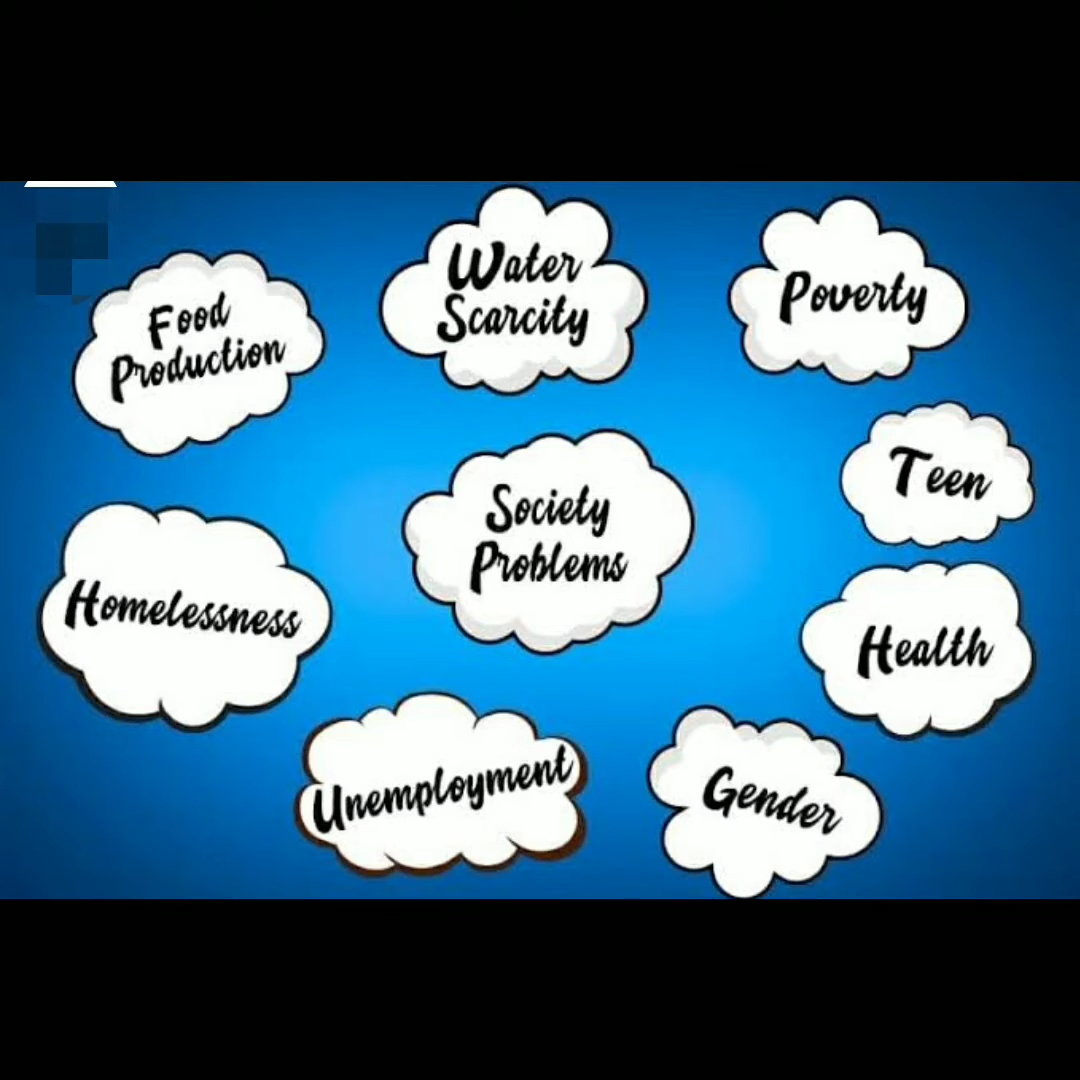 Food
Production
Water
Scarcity
Poverty
Teen
Society
Problems
Homelessness
Health
Unemployment
Gender